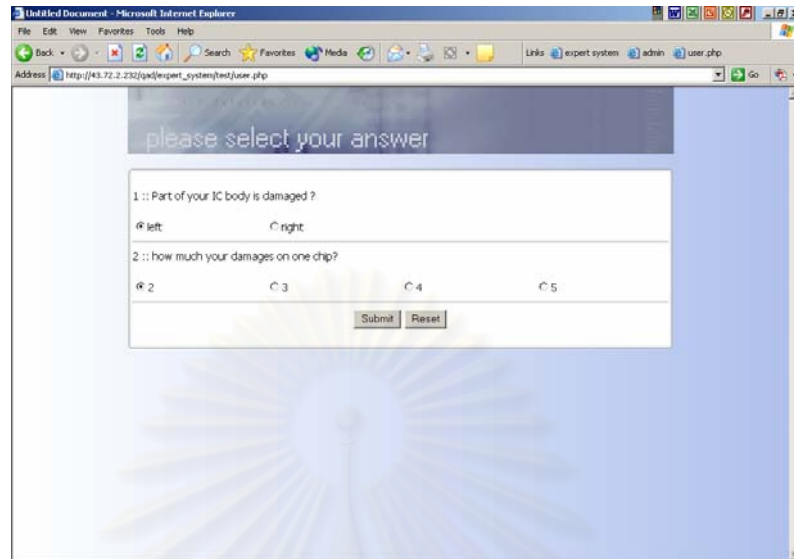 Untitled Document - Microsoft Internet Explorer
File Edit View Favorites Tools Help
Back Search Favorites Media Links expert system admin user.php
Address http://43.72.2.232/qad/expert_system/test/user.php Go
please select your answer
1 :: Part of your IC body is damaged ?
left right
2 :: how much your damages on one chip?
2 3 4 5
Submit Reset